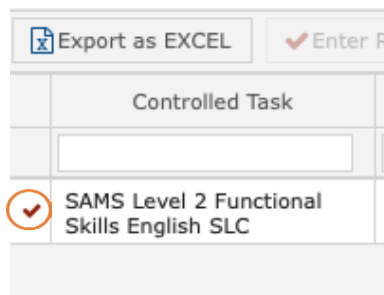 Export as EXCEL
Enter
Controlled Task
SAMS Level 2 Functional
Skills English SLC